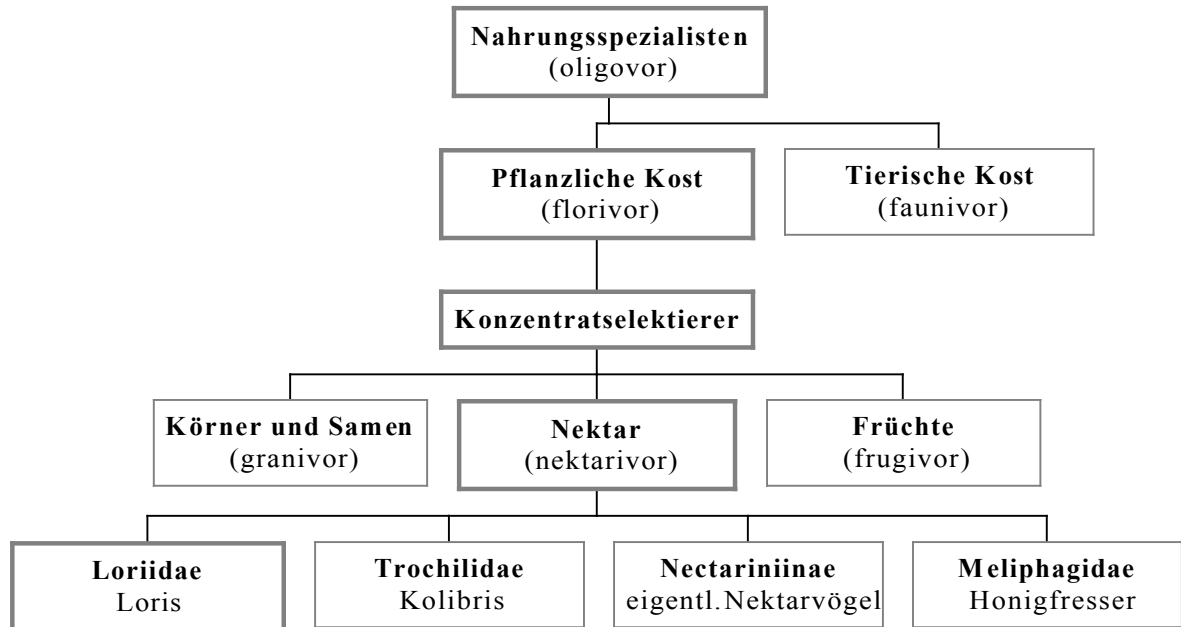 Nahrungsspezialisten
(oligovor)
Pflanzliche Kost
(florivor)
Tierische Kost
(faunivor)
Konzentratselektierer
Körner und Samen
(granivor)
Nektar
(nektarivor)
Früchte
(frugivor)
Loriidae
Loris
Trochilidae
Kolibris
Nectariniinae
eigentl.Nektarvögel
Meliphagidae
Honigfresser